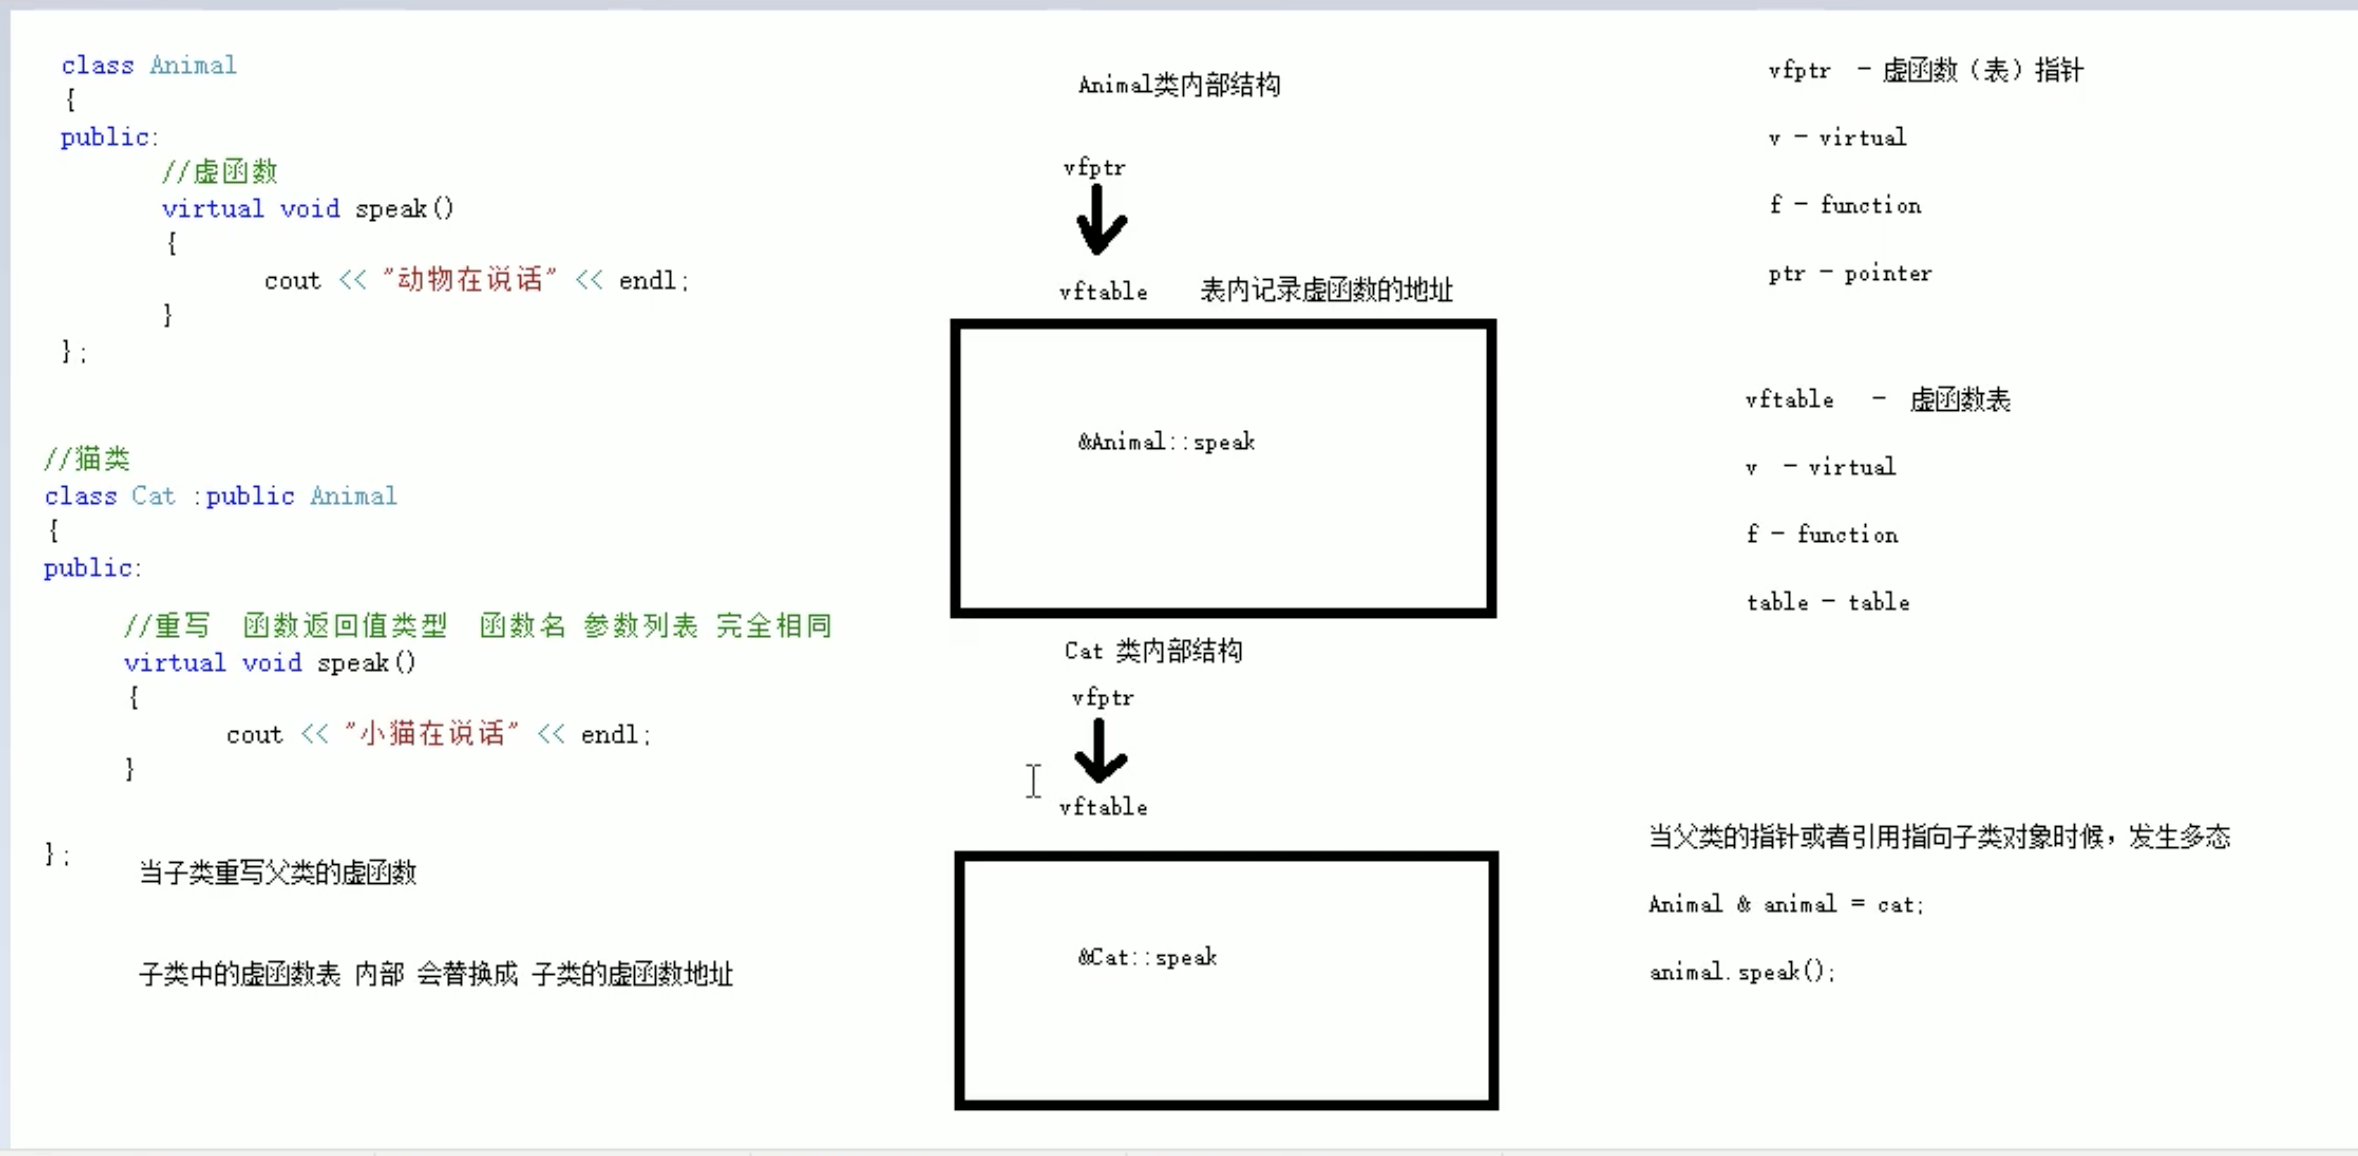 class Animal
{
public:
//虚函数
virtual void speak()
{
cout << "动物在说话" << endl;
}
};
//猫类
class Cat :public Animal
{
public:
//重写 函数返回值类型 函数名 参数列表 完全相同
virtual void speak()
{
cout << "小猫在说话" << endl;
}
};
当子类重写父类的虚函数
子类中的虚函数表 内部 会替换成 子类的虚函数地址
Animal类内部结构
vfptr
vftable 表内记录虚函数的地址
&Animal::speak
Cat 类内部结构
vfptr
vftable
&Cat::speak
vfptr - 虚函数（表）指针
v - virtual
f - function
ptr - pointer
vftable - 虚函数表
v - virtual
f - function
table - table
当父类的指针或者引用指向子类对象时候，发生多态
Animal & animal = cat;
animal.speak();